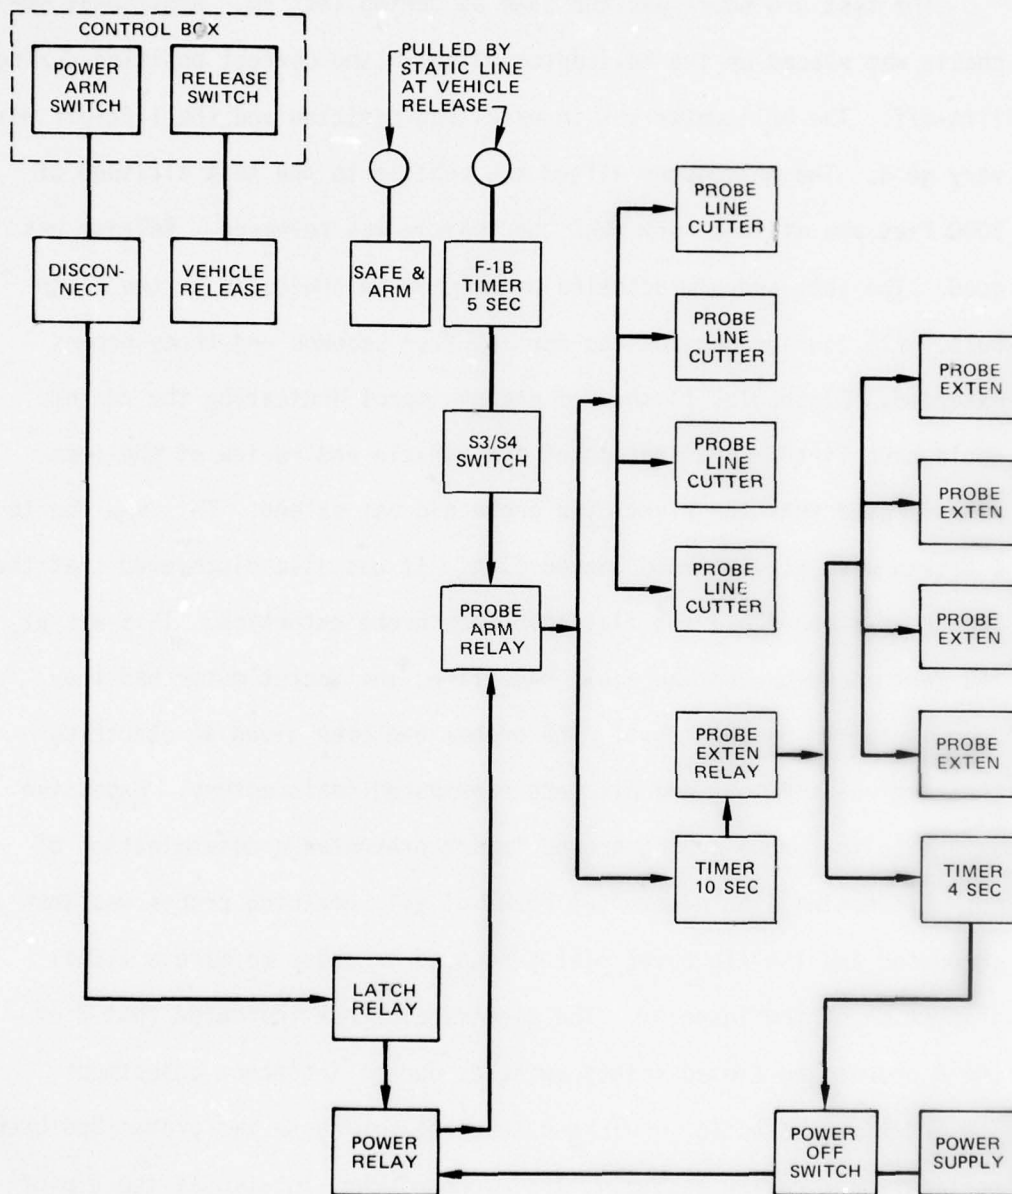 CONTROL BOX
POWER
ARM
SWITCH
RELEASE
SWITCH
PULLED BY
STATIC LINE
AT VEHICLE
RELEASE
DISCON-
NECT
VEHICLE
RELEASE
SAFE &
ARM
F-1B
TIMER
5 SEC
S3/S4
SWITCH
PROBE
ARM
RELAY
PROBE
LINE
CUTTER
PROBE
LINE
CUTTER
PROBE
LINE
CUTTER
PROBE
LINE
CUTTER
PROBE
EXTEN
PROBE
EXTEN
PROBE
EXTEN
PROBE
EXTEN
PROBE
EXTEN
RELAY
TIMER
10 SEC
TIMER
4 SEC
LATCH
RELAY
POWER
RELAY
POWER
OFF
SWITCH
POWER
SUPPLY